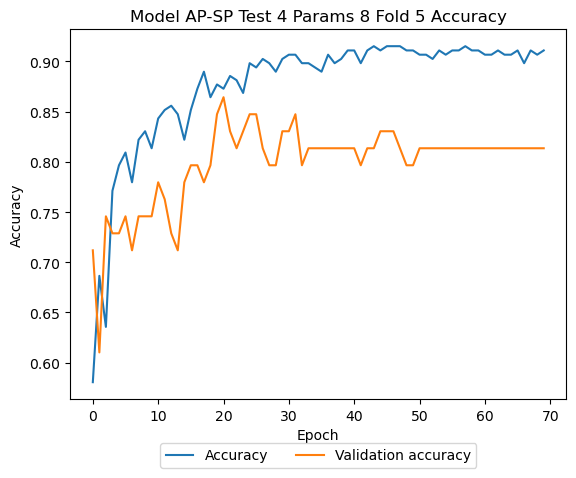 Model AP-SP Test 4 Params 8 Fold 5 Accuracy
Accuracy
0.90
0.85
0.80
0.75
0.70
0.65
0.60
0 10 20 30 40 50 60 70
Epoch
Accuracy Validation accuracy